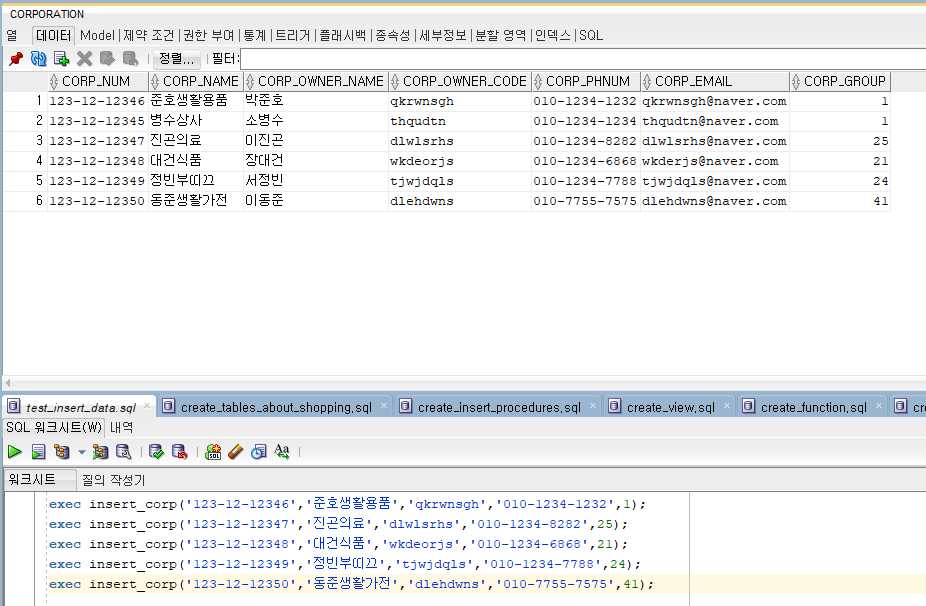 CORPORATION
열 데이터 Model |제약 조건 |권한 부여 |통계 |트리거 |플래시백 |종속성 |세부정보 |분할 영역 |인덱스 |SQL
정렬... 필터:
CORP_NUM CORP_NAME CORP_OWNER_NAME CORP_OWNER_CODE CORP_PHNUM CORP_EMAIL CORP_GROUP
1 123-12-12346 준호생활용품 박준호 qkrwnsgh 010-1234-1232 qkrwnsgh@naver.com 1
2 123-12-12345 병수상사 소병수 thqudtn 010-1234-1234 thqudtn@naver.com 1
3 123-12-12347 진곤의료 이진곤 dlwlsrhs 010-1234-8282 dlwlsrhs@naver.com 25
4 123-12-12348 대건식품 장대건 wkdeorjs 010-1234-6868 wkderjs@naver.com 21
5 123-12-12349 정빈부띠끄 서정빈 tjwjdqls 010-1234-7788 tjwjdqls@naver.com 24
6 123-12-12350 동준생활가전 이동준 dlehdwns 010-7755-7575 dlehdwns@naver.com 41
test_insert_data.sql create_tables_about_shopping.sql create_insert_procedures.sql create_view.sql create_function.sql cr
SQL 워크시트(W) 내역
워크시트 질의 작성기
exec insert_corp('123-12-12346','준호생활용품','qkrwnsgh','010-1234-1232',1);
exec insert_corp('123-12-12347','진곤의료','dlwlsrhs','010-1234-8282',25);
exec insert_corp('123-12-12348','대건식품','wkdeorjs','010-1234-6868',21);
exec insert_corp('123-12-12349','정빈부띠끄','tjwjdqls','010-1234-7788',24);
exec insert_corp('123-12-12350','동준생활가전','dlehdwns','010-7755-7575',41);